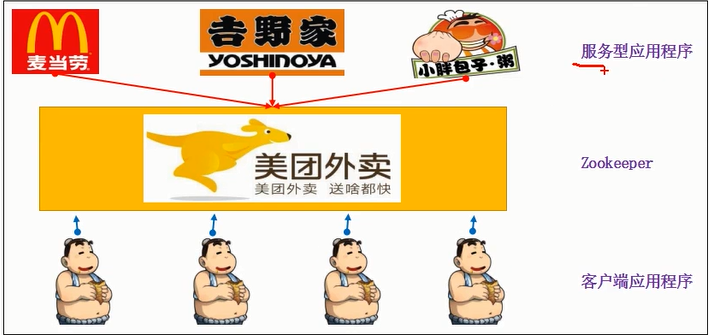 麦当劳
吉野家
YOSHINOYA
小胖包子·粥
服务型应用程序
美团外卖
美团外卖 送啥都快
Zookeeper
客户端应用程序